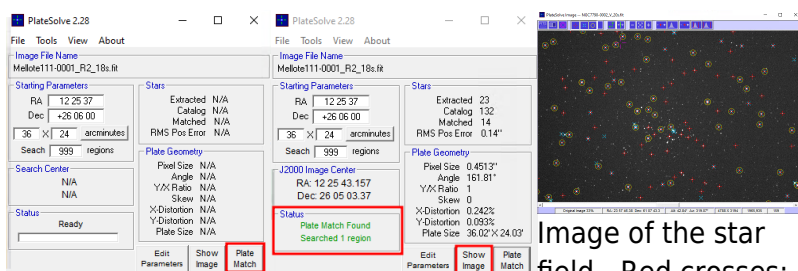 PlateSolve 2.28
File Tools View About
Image File Name
Mellote111-0001_R2_18s.fit
Starting Parameters
RA 12 25 37
Dec +26 06 00
36 X 24 arcminutes
Seach 999 regions
Search Center
N/A
N/A
Status
Ready
Stars
Extracted N/A
Catalog N/A
Matched N/A
RMS Pos Error N/A
Plate Geometry
Pixel Size N/A
Angle N/A
Y/X Ratio N/A
Skew N/A
X-Distortion N/A
Y-Distortion N/A
Plate Size N/A
Edit Parameters
Show Image
Plate Match
PlateSolve 2.28
File Tools View About
Image File Name
Mellote111-0001_R2_18s.fit
Starting Parameters
RA 12 25 37
Dec +26 06 00
36 X 24 arcminutes
Seach 999 regions
J2000 Image Center
RA: 12 25 43.157
Dec: 26 05 03.37
Status
Plate Match Found
Searched 1 region
Stars
Extracted 23
Catalog 132
Matched 14
RMS Pos Error 0.14"
Plate Geometry
Pixel Size 0.4513"
Angle 161.81°
Y/X Ratio 1
Skew 0
X-Distortion 0.242%
Y-Distortion 0.093%
Plate Size 36.02' X 24.03'
Edit Parameters
Show Image
Plate Match
Image of the star
field. Red crosses: